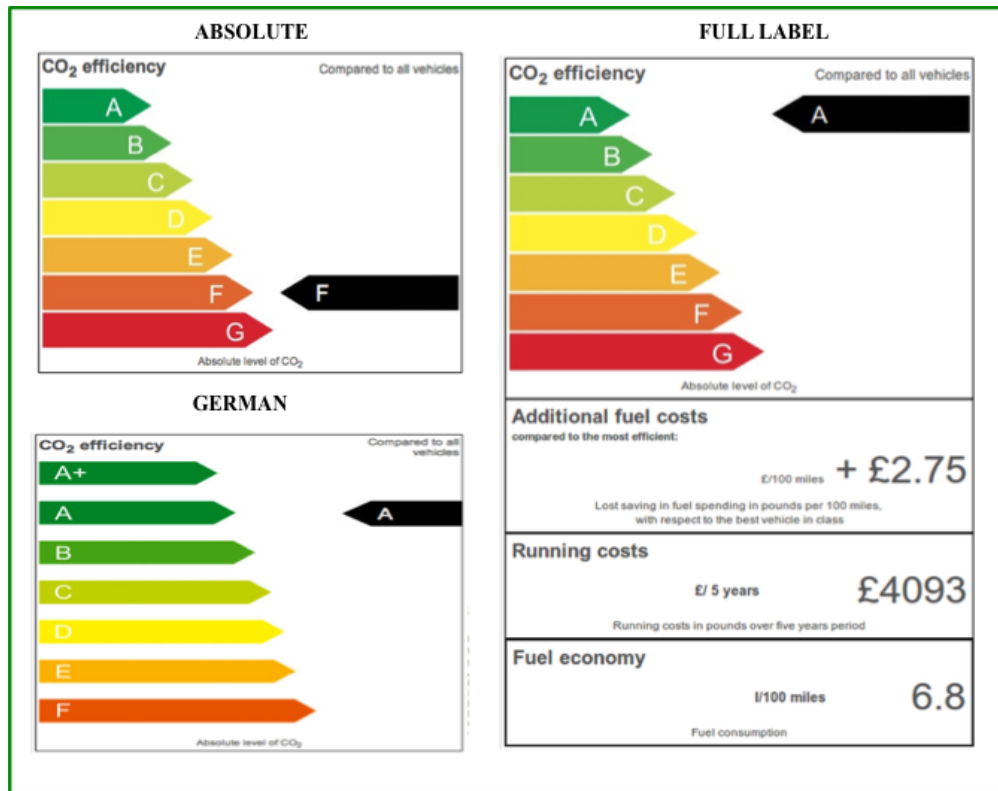 ABSOLUTE
CO2 efficiency
Compared to all vehicles
A
B
C
D
E
F
F
G
Absolute level of CO2
GERMAN
CO2 efficiency
Compared to all
vehicles
A+
A
A
B
C
D
E
F
Absolute level of CO2
FULL LABEL
CO2 efficiency
Compared to all vehicles
A
A
B
C
D
E
F
G
Absolute level of CO2
Additional fuel costs
compared to the most efficient:
£/100 miles + £2.75
Lost saving in fuel spending in pounds per 100 miles,
with respect to the best vehicle in class
Running costs
£/ 5 years £4093
Running costs in pounds over five years period
Fuel economy
l/100 miles 6.8
Fuel consumption